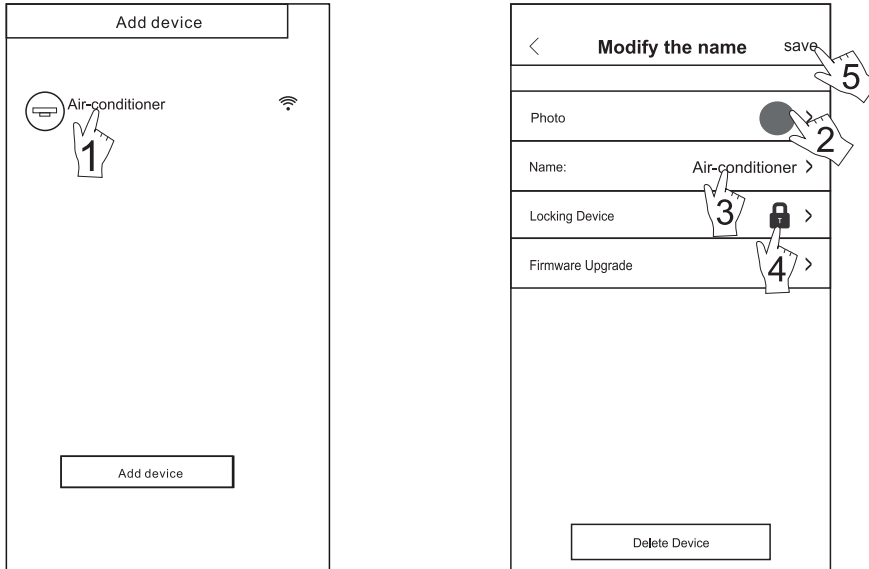 Add device
Air-conditioner
1
Add device
Modify the name save
5
Photo
2
Name: Air-conditioner
3
Locking Device
T
4
Firmware Upgrade
Delete Device